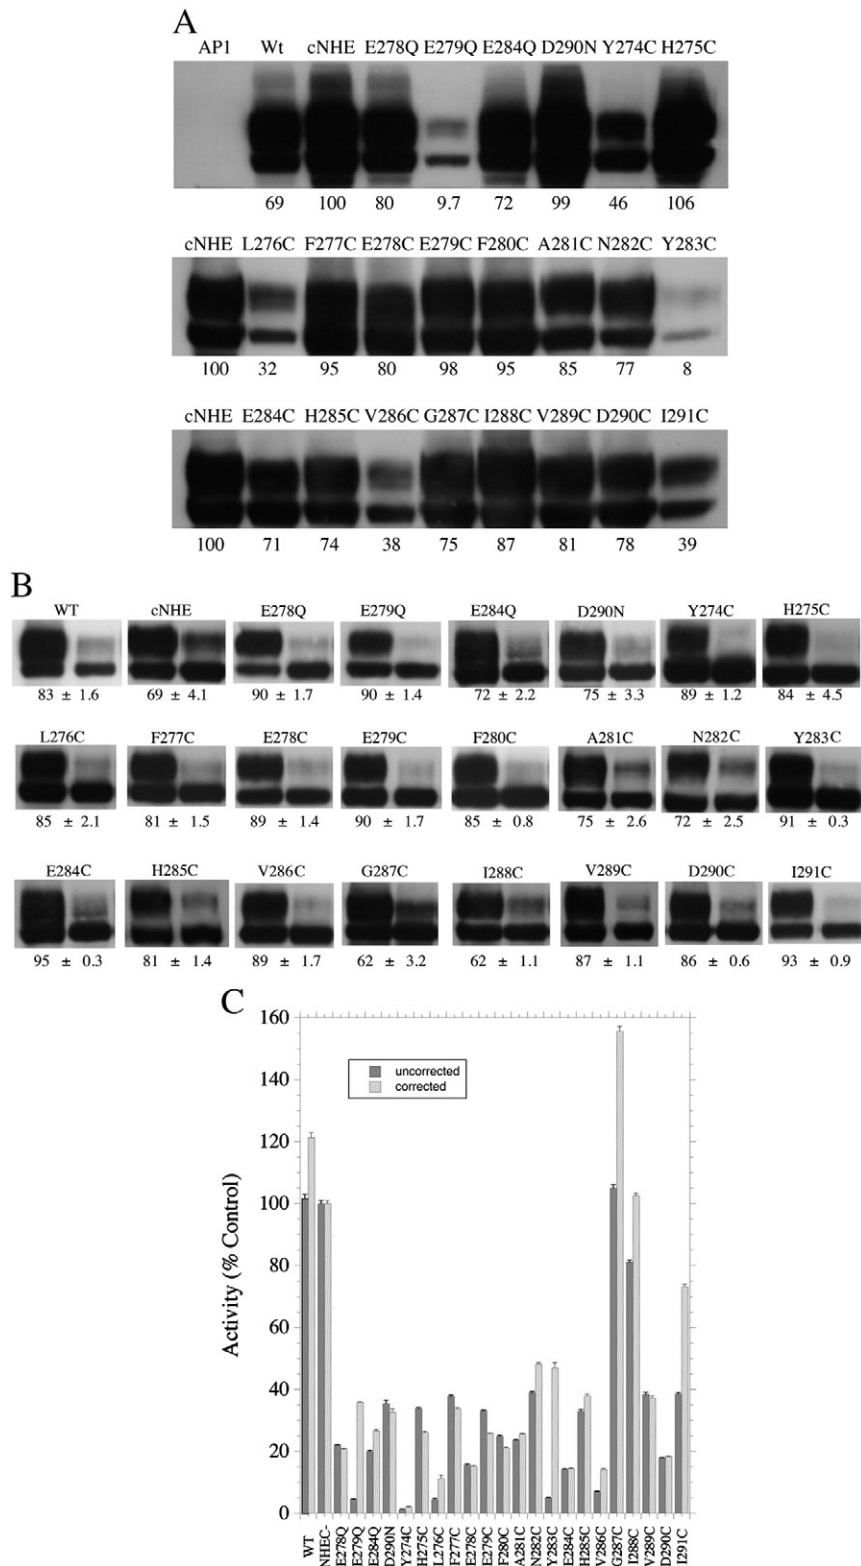 A
AP1 Wt cNHE E278Q E279Q E284Q D290N Y274C H275C
69 100 80 9.7 72 99 46 106
cNHE L276C F277C E278C E279C F280C A281C N282C Y283C
100 32 95 80 98 95 85 77 8
cNHE E284C H285C V286C G287C I288C V289C D290C I291C
100 71 74 38 75 87 81 78 39
B
WT cNHE E278Q E279Q E284Q D290N Y274C H275C
83 ± 1.6 69 ± 4.1 90 ± 1.7 90 ± 1.4 72 ± 2.2 75 ± 3.3 89 ± 1.2 84 ± 4.5
L276C F277C E278C E279C F280C A281C N282C Y283C
85 ± 2.1 81 ± 1.5 89 ± 1.4 90 ± 1.7 85 ± 0.8 75 ± 2.6 72 ± 2.5 91 ± 0.3
E284C H285C V286C G287C I288C V289C D290C I291C
95 ± 0.3 81 ± 1.4 89 ± 1.7 62 ± 3.2 62 ± 1.1 87 ± 1.1 86 ± 0.6 93 ± 0.9
C
160
140
120
100
80
60
40
20
0
Activity (% Control)
uncorrected
corrected
WT
NHEC-
E278Q
E279Q
E284Q
D290N
Y274C
H275C
L276C
F277C
E278C
E279C
F280C
A281C
N282C
Y283C
E284C
H285C
V286C
G287C
I288C
V289C
D290C
I291C